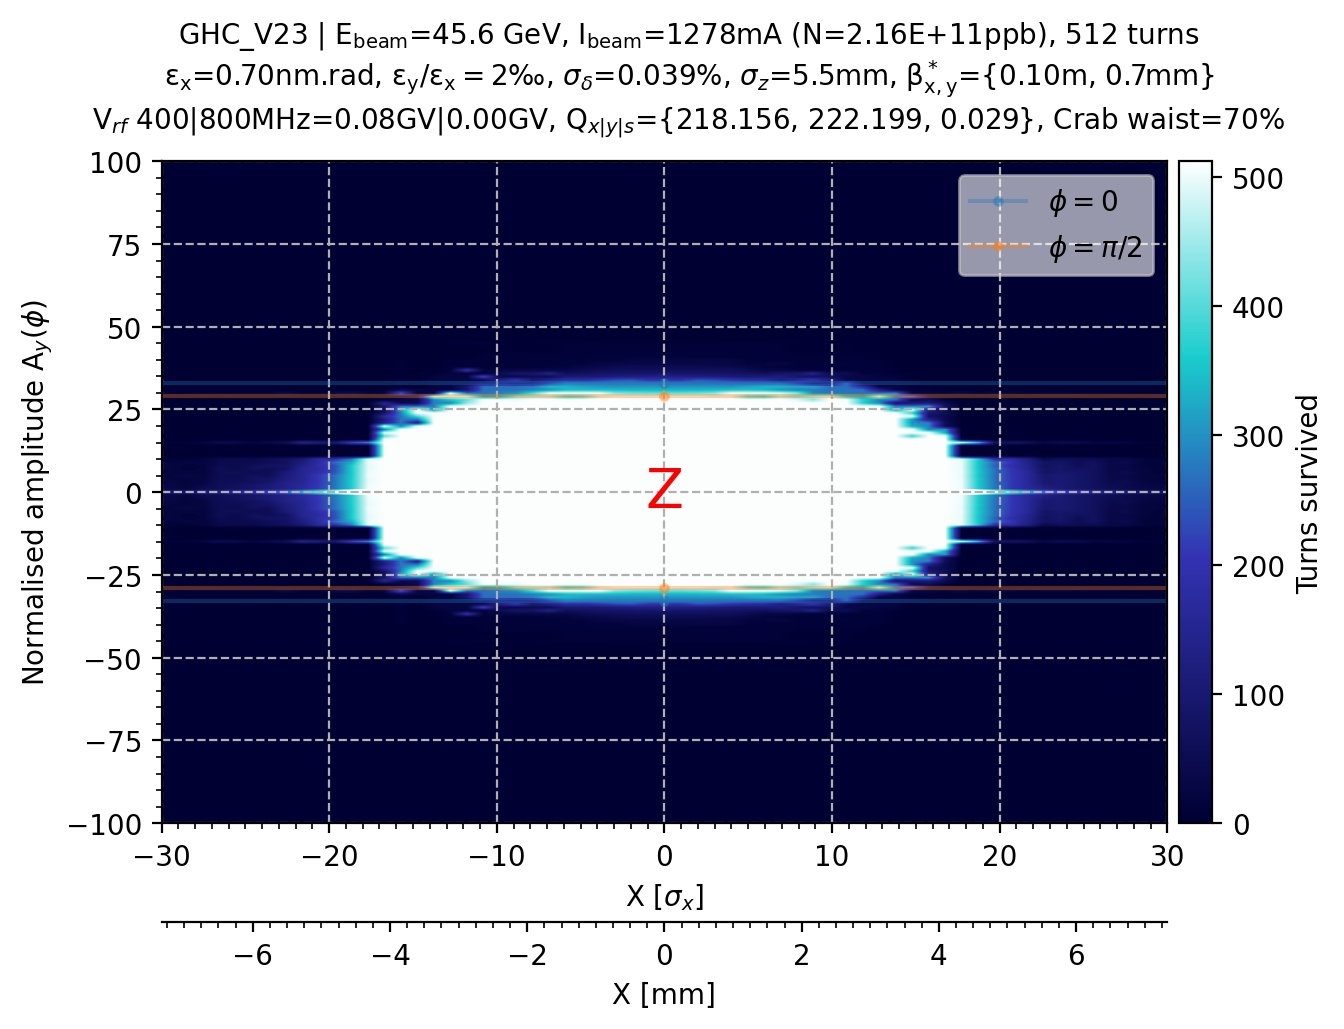 GHC_V23 | E_beam=45.6 GeV, I_beam=1278mA (N=2.16E+11ppb), 512 turns
ε_x=0.70nm.rad, ε_y/ε_x = 2‰, σ_δ=0.039%, σ_z=5.5mm, β*_x,y={0.10m, 0.7mm}
V_rf 400|800MHz=0.08GV|0.00GV, Q_x|y|s={218.156, 222.199, 0.029}, Crab waist=70%
100
75
50
25
0
−25
−50
−75
−100
Normalised amplitude A_y(ϕ)
ϕ = 0
ϕ = π/2
Z
500
400
300
200
100
0
Turns survived
−30 −20 −10 0 10 20 30
X [σ_x]
−6 −4 −2 0 2 4 6
X [mm]